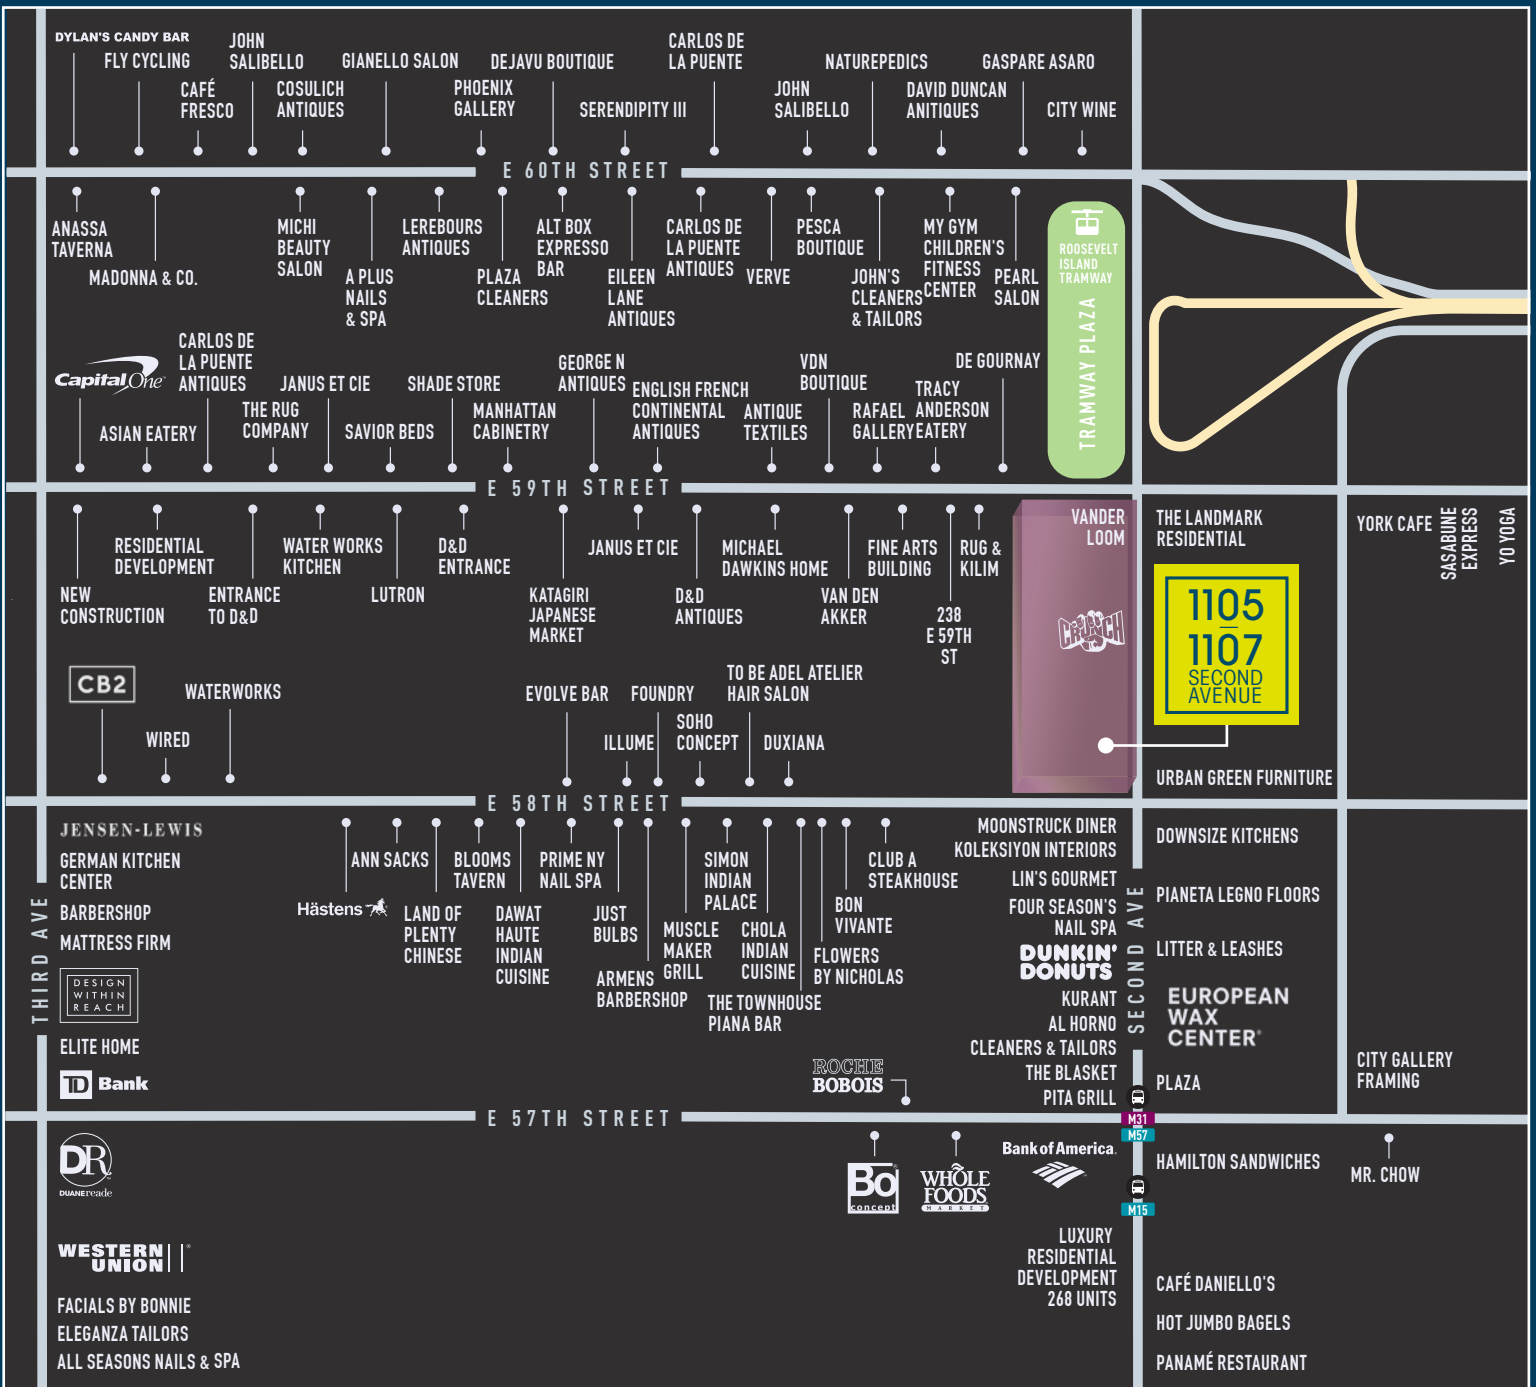 DYLAN'S CANDY BAR
FLY CYCLING
CAFÉ
FRESCO
JOHN
SALIBELLO
COSULICH
ANTIQUES
GIANELLO SALON
PHOENIX
GALLERY
DEJAVU BOUTIQUE
SERENDIPITY III
CARLOS DE
LA PUENTE
JOHN
SALIBELLO
NATUREPEDICS
DAVID DUNCAN
ANITIQUES
GASPARE ASARO
CITY WINE
E 60TH STREET
ANASSA
TAVERNA
MADONNA & CO.
MICHI
BEAUTY
SALON
A PLUS
NAILS
& SPA
LEREBOURS
ANTIQUES
PLAZA
CLEANERS
ALT BOX
EXPRESSO
BAR
EILEEN
LANE
ANTIQUES
CARLOS DE
LA PUENTE
ANTIQUES
VERVE
PESCA
BOUTIQUE
JOHN'S
CLEANERS
& TAILORS
MY GYM
CHILDREN'S
FITNESS
CENTER
PEARL
SALON
ROOSEVELT
ISLAND
TRAMWAY
TRAMWAY PLAZA
Capital One
ASIAN EATERY
CARLOS DE
LA PUENTE
ANTIQUES
THE RUG
COMPANY
JANUS ET CIE
SAVIOR BEDS
SHADE STORE
MANHATTAN
CABINETRY
GEORGE N
ANTIQUES
ENGLISH FRENCH
CONTINENTAL
ANTIQUES
ANTIQUE
TEXTILES
VDN
BOUTIQUE
RAFAEL
GALLERY
TRACY
ANDERSON
EATERY
DE GOURNAY
E 59TH STREET
NEW
CONSTRUCTION
RESIDENTIAL
DEVELOPMENT
ENTRANCE
TO D&D
WATER WORKS
KITCHEN
LUTRON
D&D
ENTRANCE
KATAGIRI
JAPANESE
MARKET
JANUS ET CIE
D&D
ANTIQUES
MICHAEL
DAWKINS HOME
VAN DEN
AKKER
FINE ARTS
BUILDING
238
E 59TH
ST
RUG &
KILIM
VANDER
LOOM
CRUNCH
THE LANDMARK
RESIDENTIAL
1105
–
1107
SECOND
AVENUE
URBAN GREEN FURNITURE
YORK CAFE
SASABUNE
EXPRESS
YO YOGA
CB2
WIRED
WATERWORKS
EVOLVE BAR
ILLUME
FOUNDRY
SOHO
CONCEPT
TO BE ADEL ATELIER
HAIR SALON
DUXIANA
E 58TH STREET
JENSEN-LEWIS
GERMAN KITCHEN
CENTER
BARBERSHOP
MATTRESS FIRM
DESIGN
WITHIN
REACH
ELITE HOME
TD Bank
THIRD AVE
Hästens
ANN SACKS
LAND OF
PLENTY
CHINESE
BLOOMS
TAVERN
DAWAT
HAUTE
INDIAN
CUISINE
PRIME NY
NAIL SPA
JUST
BULBS
ARMENS
BARBERSHOP
MUSCLE
MAKER
GRILL
SIMON
INDIAN
PALACE
CHOLA
INDIAN
CUISINE
THE TOWNHOUSE
PIANA BAR
FLOWERS
BY NICHOLAS
BON
VIVANTE
CLUB A
STEAKHOUSE
ROCHE
BOBOIS
MOONSTRUCK DINER
KOLEKSIYON INTERIORS
LIN'S GOURMET
FOUR SEASON'S
NAIL SPA
DUNKIN'
DONUTS
KURANT
AL HORNO
CLEANERS & TAILORS
THE BLASKET
PITA GRILL
SECOND AVE
DOWNSIZE KITCHENS
PIANETA LEGNO FLOORS
LITTER & LEASHES
EUROPEAN
WAX
CENTER
PLAZA
CITY GALLERY
FRAMING
E 57TH STREET
M31
M57
M15
DR
DUANEreade
WESTERN
UNION
FACIALS BY BONNIE
ELEGANZA TAILORS
ALL SEASONS NAILS & SPA
Bo
concept
WHOLE
FOODS
MARKET
Bank of America
LUXURY
RESIDENTIAL
DEVELOPMENT
268 UNITS
HAMILTON SANDWICHES
MR. CHOW
CAFÉ DANIELLO'S
HOT JUMBO BAGELS
PANAMÉ RESTAURANT